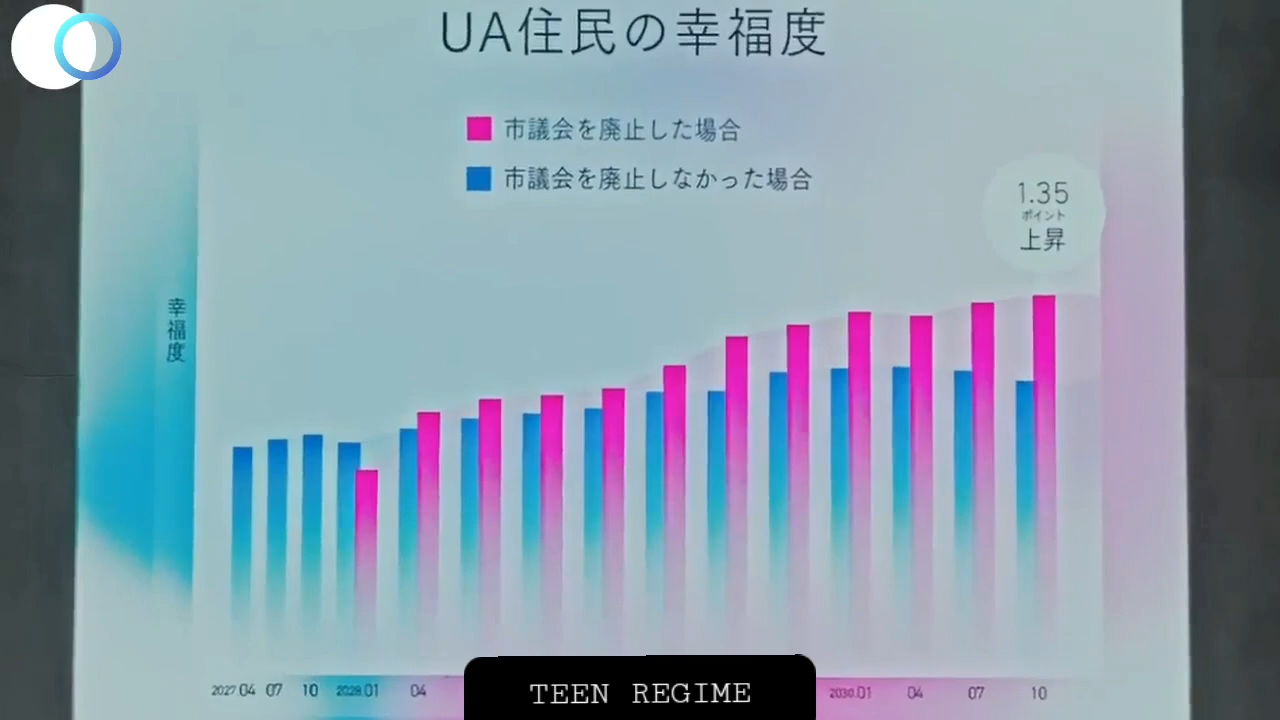 UA住民の幸福度
市議会を廃止した場合
市議会を廃止しなかった場合
1.35
ポイント
上昇
幸福度
2027.04 07 10 2028.01 04 2030.01 04 07 10
TEEN REGIME